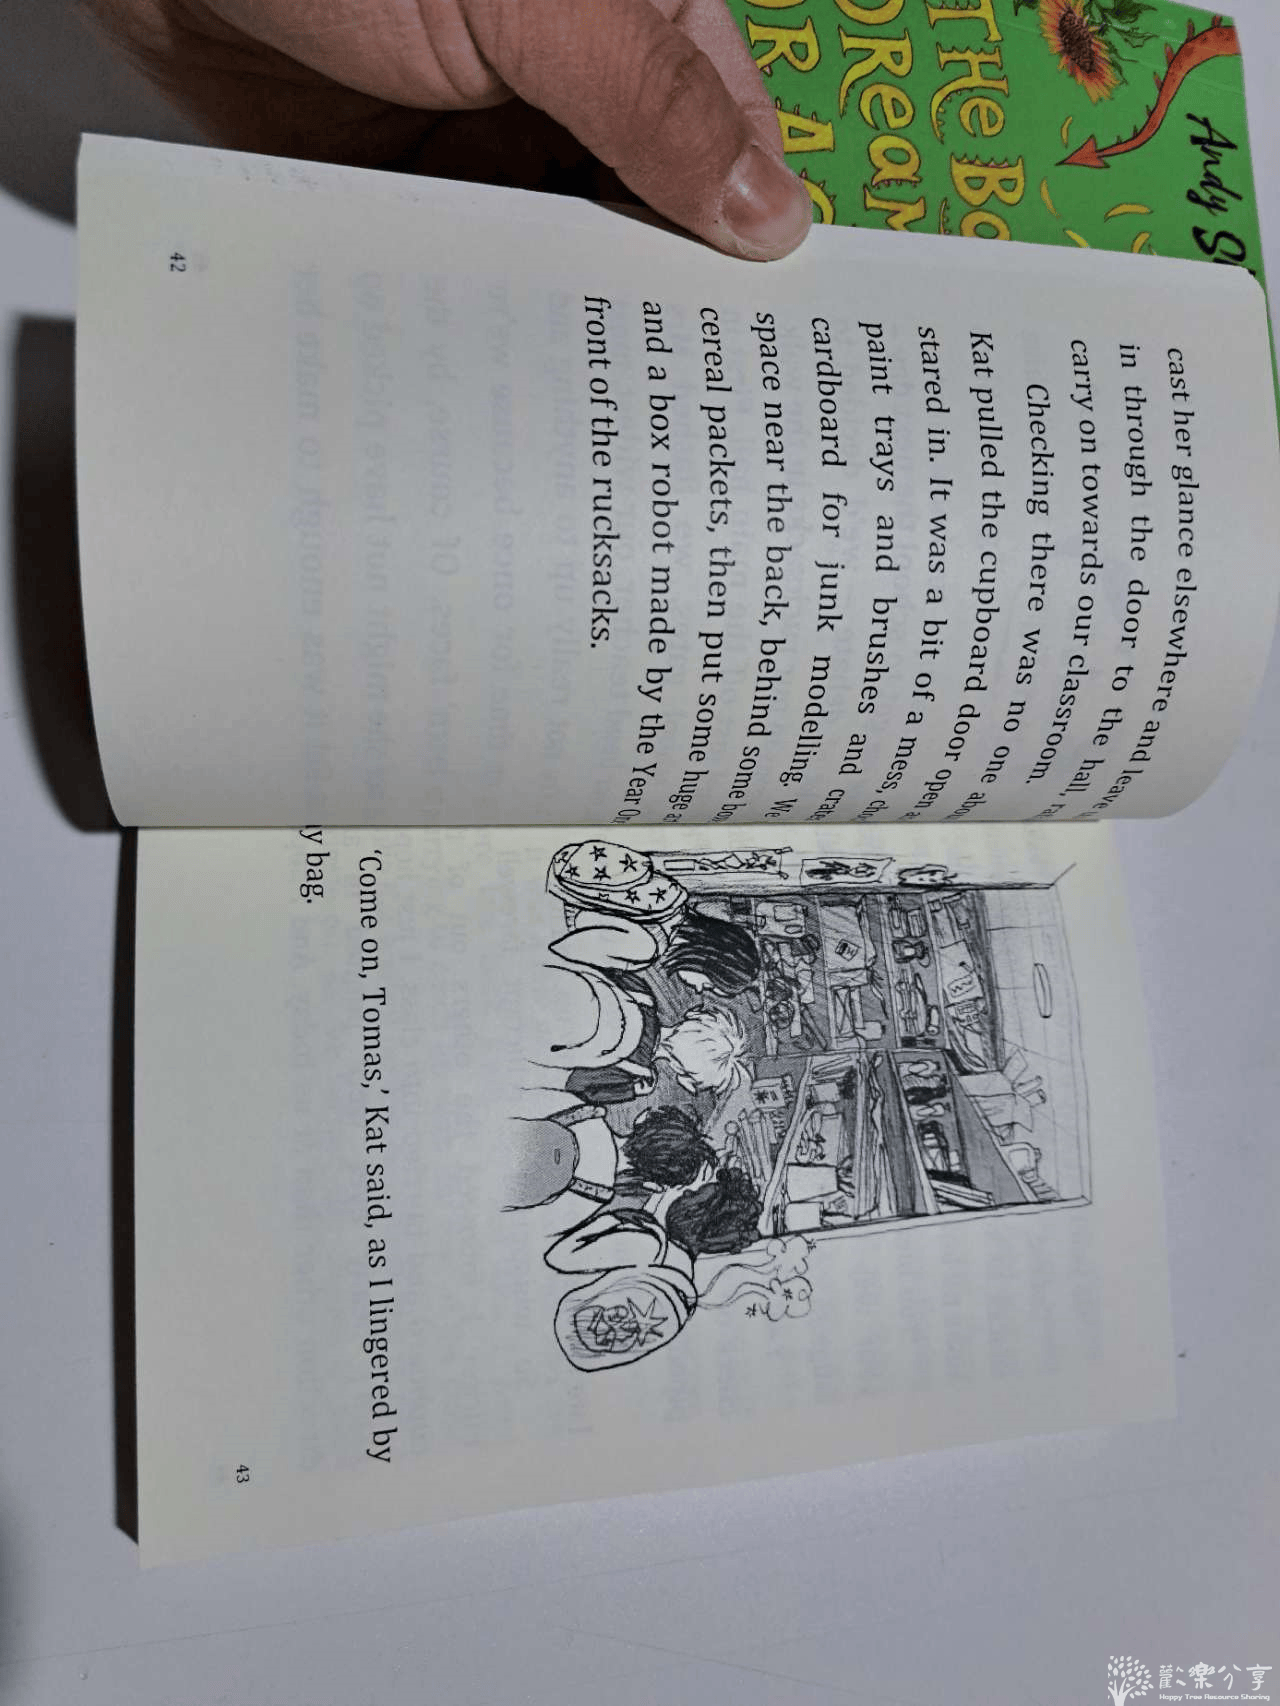 cast her glance elsewhere and leave
in through the door to the hall,
carry on towards our classroom.
Checking there was no one
Kat pulled the cupboard door open
stared in. It was a bit of a mess,
paint trays and brushes and
cardboard for junk modelling. We
space near the back, behind some
cereal packets, then put some huge
and a box robot made by the Year
front of the rucksacks.
42
'Come on, Tomas,' Kat said, as I lingered by
bag.
43
THE
DREAM
OR A
Andy
歡樂分享
Happy Tree Resource Sharing